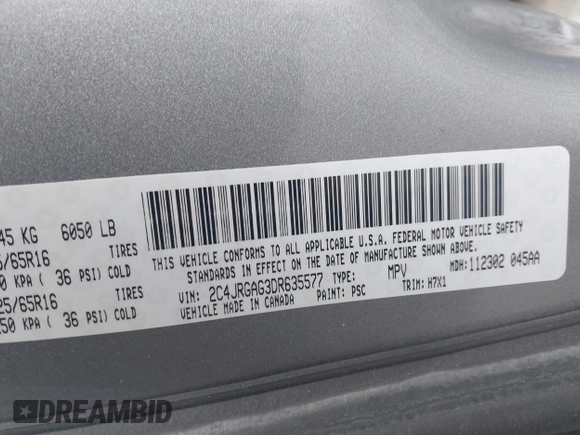 45 KG 6050 LB
/65R16 TIRES
0 KPA ( 36 PSI) COLD
25/65R16 TIRES
250 KPA ( 36 PSI) COLD
THIS VEHICLE CONFORMS TO ALL APPLICABLE U.S.A. FEDERAL MOTOR VEHICLE SAFETY
STANDARDS IN EFFECT ON THE DATE OF MANUFACTURE SHOWN ABOVE.
VIN: 2C4JRGAG3DR635577 TYPE: MPV MDH: 112302 045AA
VEHICLE MADE IN CANADA PAINT: PSC TRIM: H7X1
DREAMBID